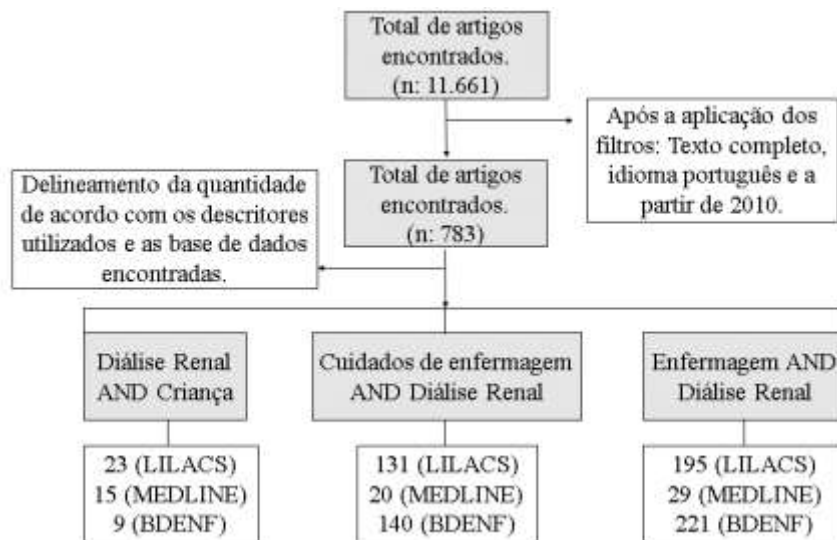 Total de artigos
encontrados.
(n: 11.661)
Após a aplicação dos
filtros: Texto completo,
idioma português e a
partir de 2010.
Total de artigos
encontrados.
(n: 783)
Delineamento da quantidade
de acordo com os descritores
utilizados e as base de dados
encontradas.
Diálise Renal
AND Criança
Cuidados de enfermagem
AND Diálise Renal
Enfermagem AND
Diálise Renal
23 (LILACS)
15 (MEDLINE)
9 (BDENF)
131 (LILACS)
20 (MEDLINE)
140 (BDENF)
195 (LILACS)
29 (MEDLINE)
221 (BDENF)